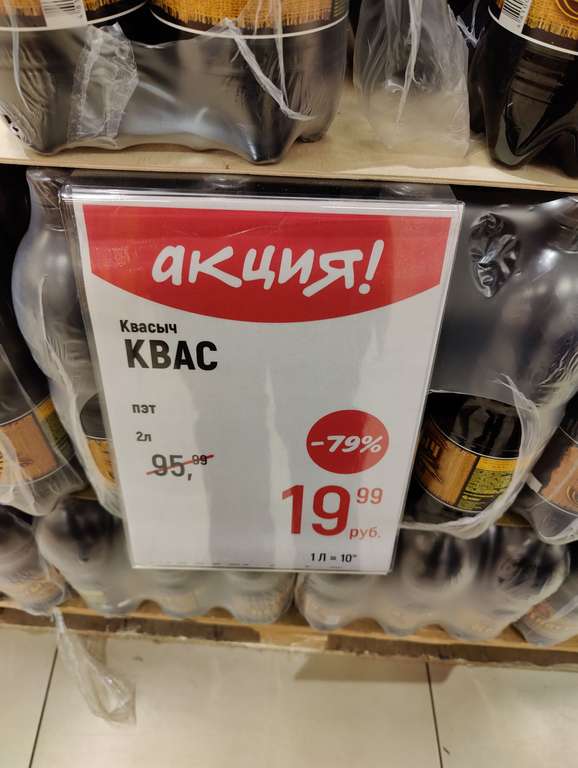 акция!
Квасыч
КВАС
пэт
2л
95,99
-79%
19 99
руб.
1 Л = 10"